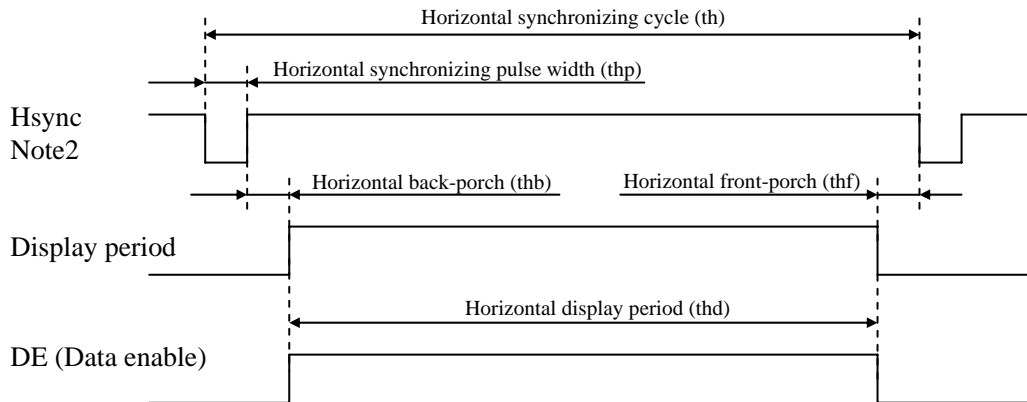 Horizontal synchronizing cycle (th)
Horizontal synchronizing pulse width (thp)
Hsync
Note2
Horizontal back-porch (thb)
Horizontal front-porch (thf)
Display period
Horizontal display period (thd)
DE (Data enable)